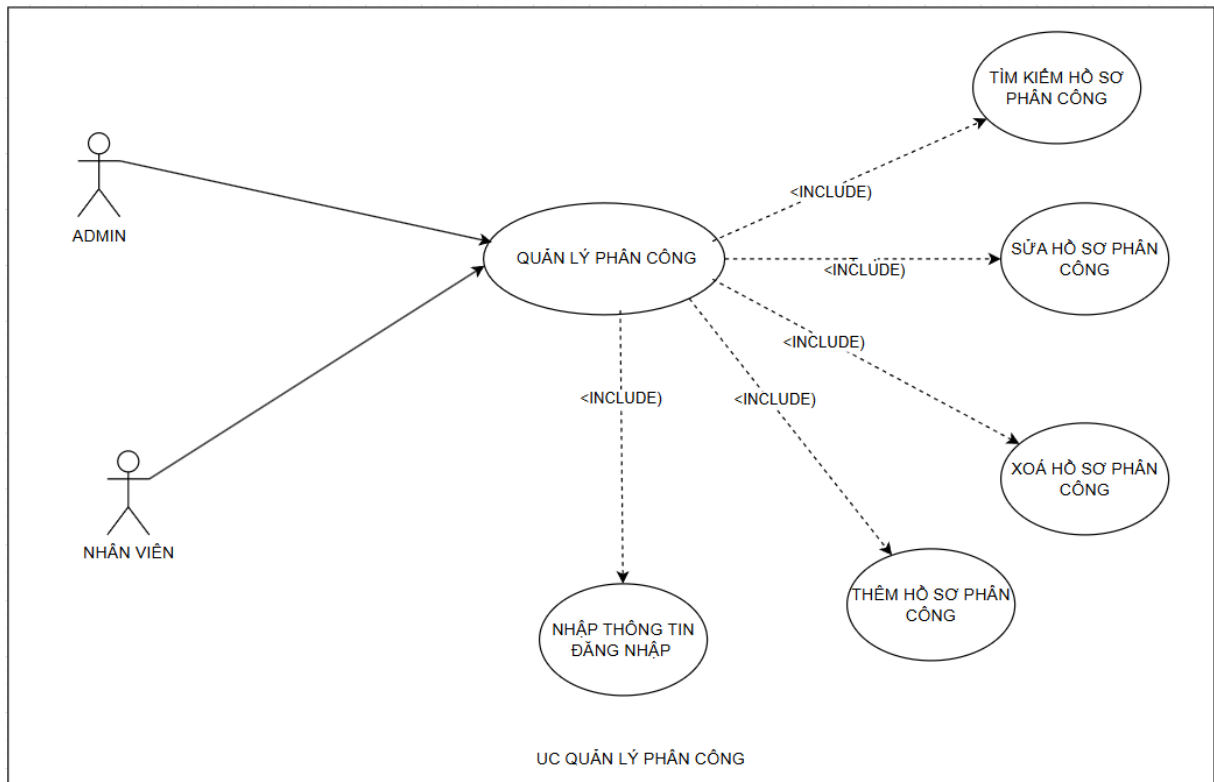 TÌM KIẾM HỒ SƠ
PHÂN CÔNG
<INCLUDE)
ADMIN
QUẢN LÝ PHÂN CÔNG
<INCLUDE)
SỬA HỒ SƠ PHÂN
CÔNG
<INCLUDE)
<INCLUDE)
<INCLUDE)
XOÁ HỒ SƠ PHÂN
CÔNG
NHÂN VIÊN
THÊM HỒ SƠ PHÂN
CÔNG
NHẬP THÔNG TIN
ĐĂNG NHẬP
UC QUẢN LÝ PHÂN CÔNG